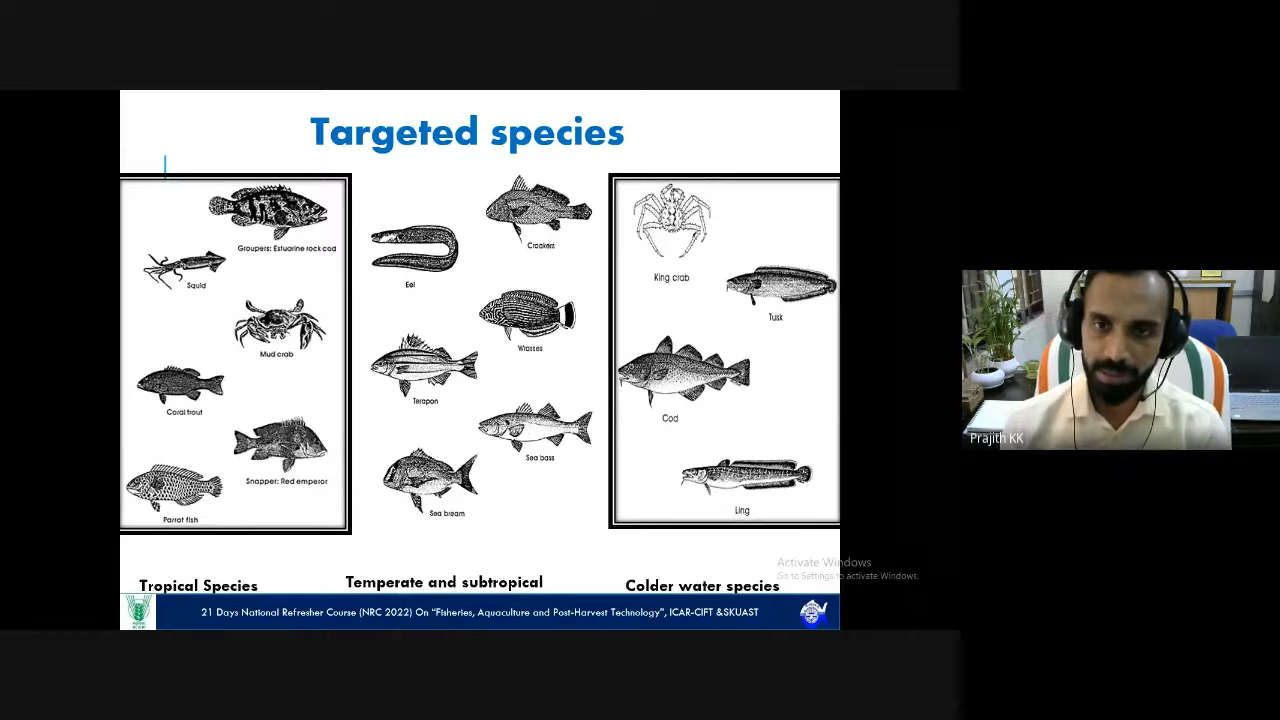 Targeted species
Groupers: Estuarine rock cod
Squid
Mud crab
Coral trout
Snapper: Red emperor
Parrot fish
Tropical Species
Croakers
Eel
Wrasses
Terapon
Sea bass
Sea bream
Temperate and subtropical
King crab
Tusk
Cod
Ling
Colder water species
Activate Windows
Go to Settings to activate Windows.
21 Days National Refresher Course (NRC 2022) On "Fisheries, Aquaculture and Post-Harvest Technology", ICAR-CIFT &SKUAST
Prajith KK